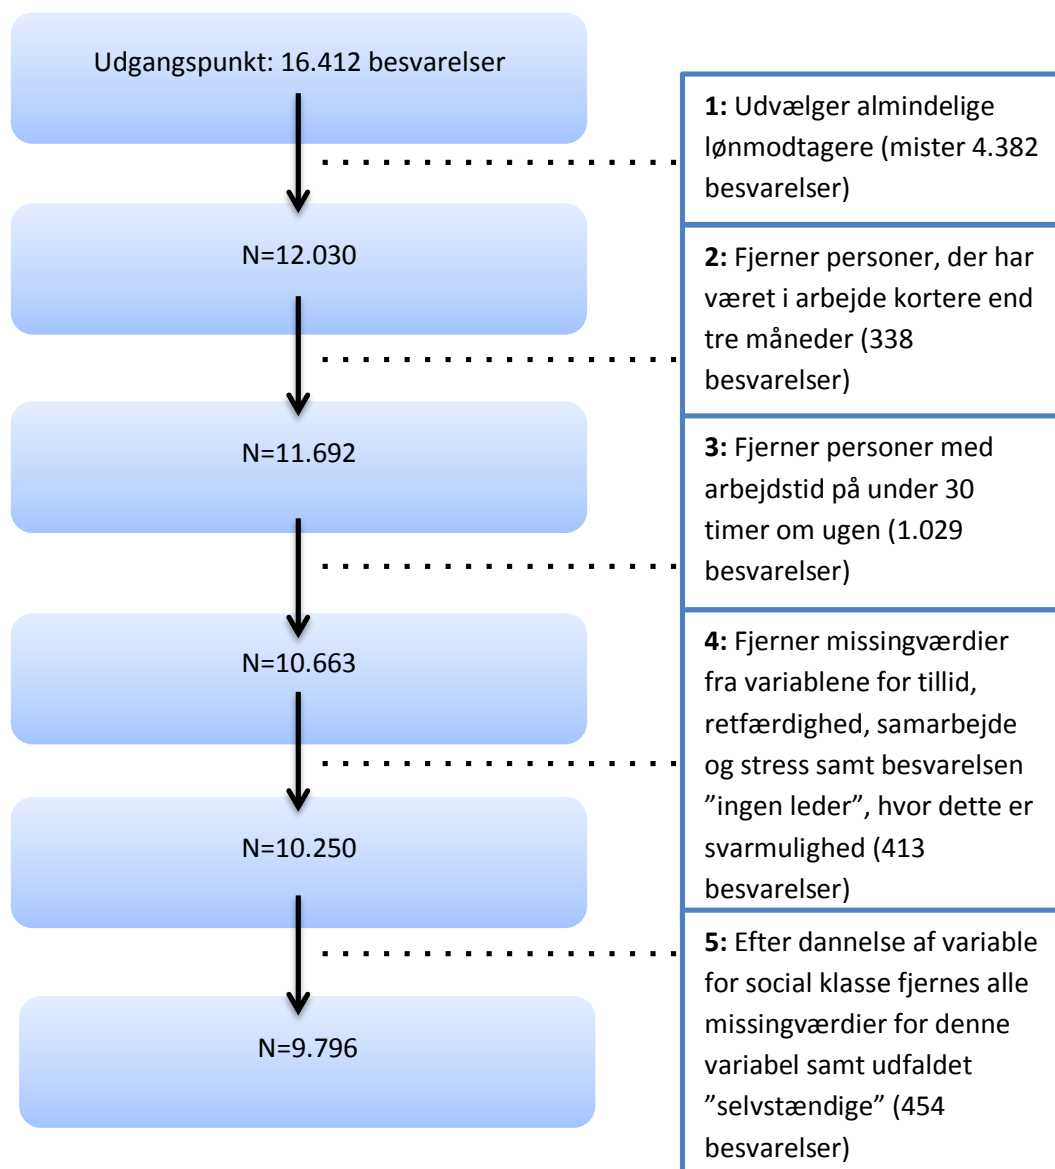 Udgangspunkt: 16.412 besvarelser
1: Udvælger almindelige
lønmodtagere (mister 4.382
besvarelser)
N=12.030
2: Fjerner personer, der har
været i arbejde kortere end
tre måneder (338
besvarelser)
N=11.692
3: Fjerner personer med
arbejdstid på under 30
timer om ugen (1.029
besvarelser)
N=10.663
4: Fjerner missingværdier
fra variablene for tillid,
retfærdighed, samarbejde
og stress samt besvarelsen
”ingen leder”, hvor dette er
svarmulighed (413
besvarelser)
N=10.250
5: Efter dannelse af variable
for social klasse fjernes alle
missingværdier for denne
variabel samt udfaldet
”selvstændige” (454
besvarelser)
N=9.796